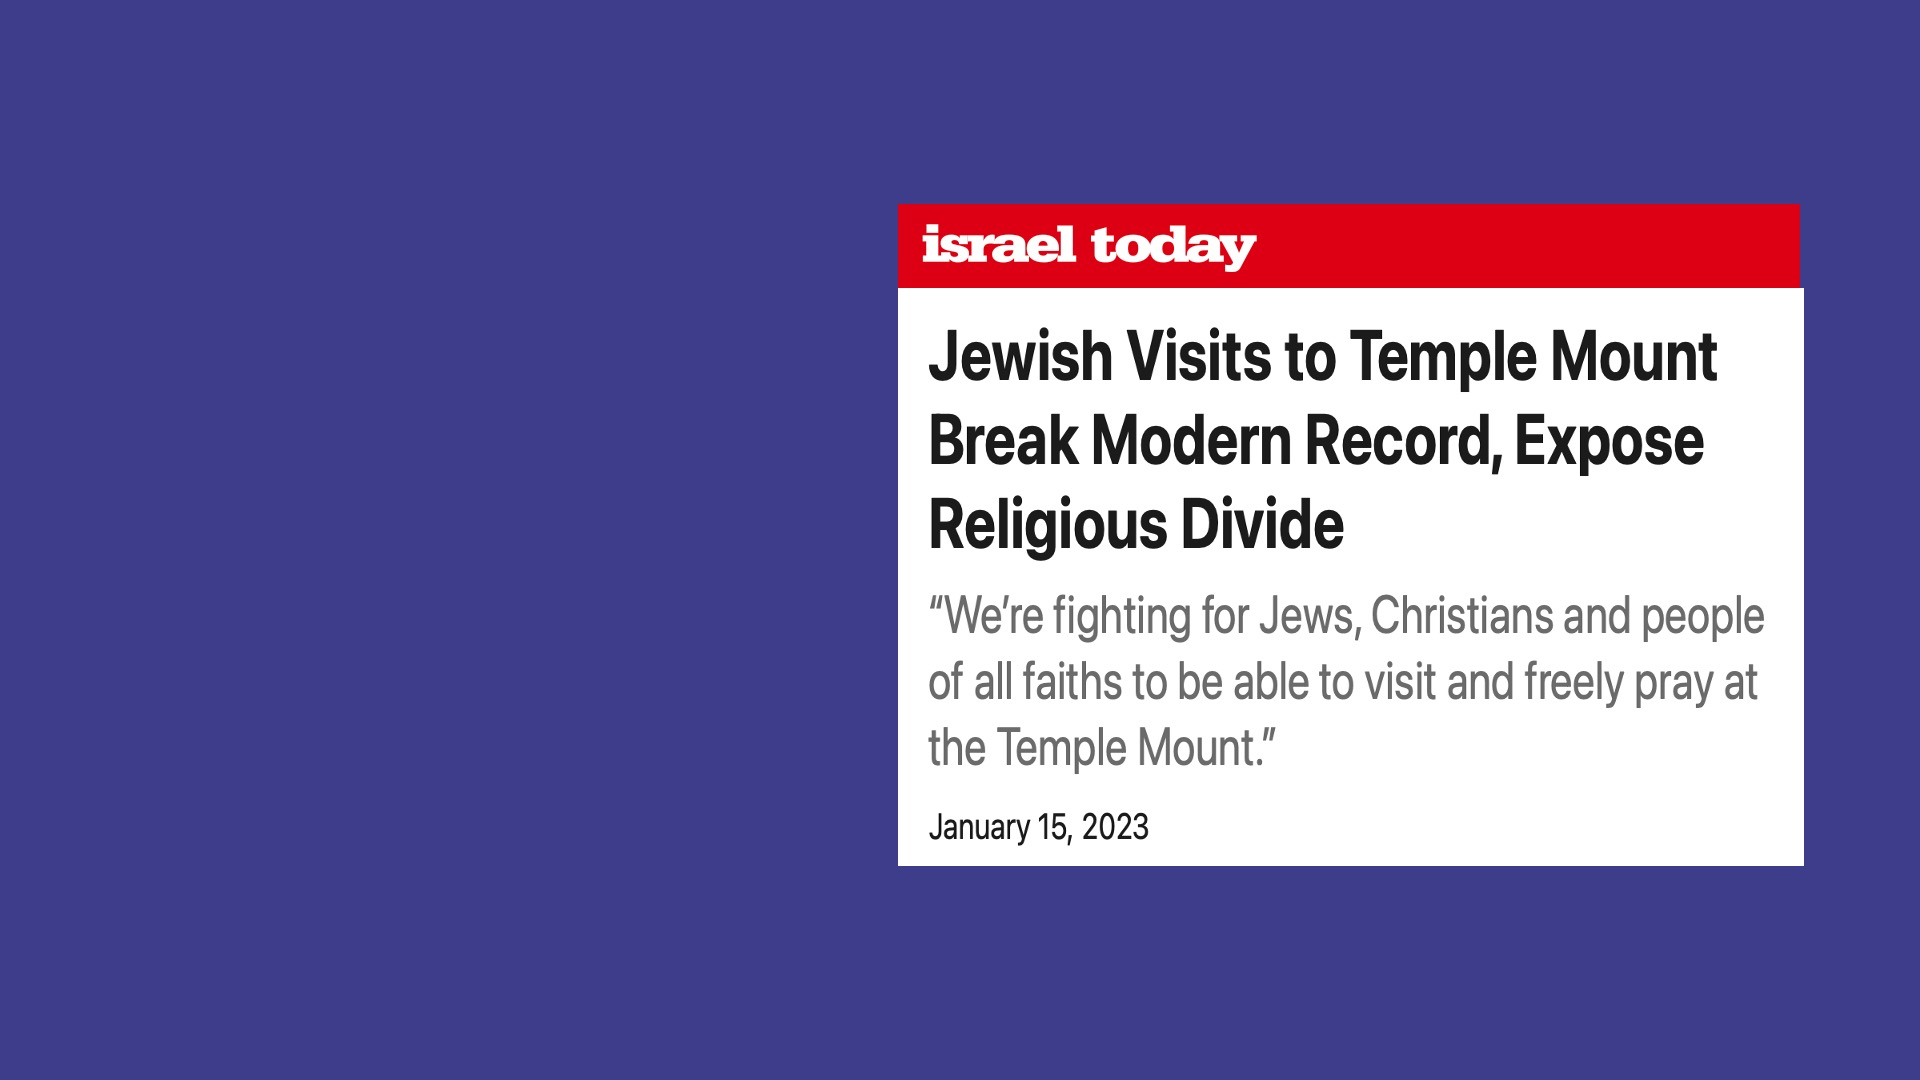 israel today
Jewish Visits to Temple Mount
Break Modern Record, Expose
Religious Divide
“We’re fighting for Jews, Christians and people
of all faiths to be able to visit and freely pray at
the Temple Mount.”
January 15, 2023